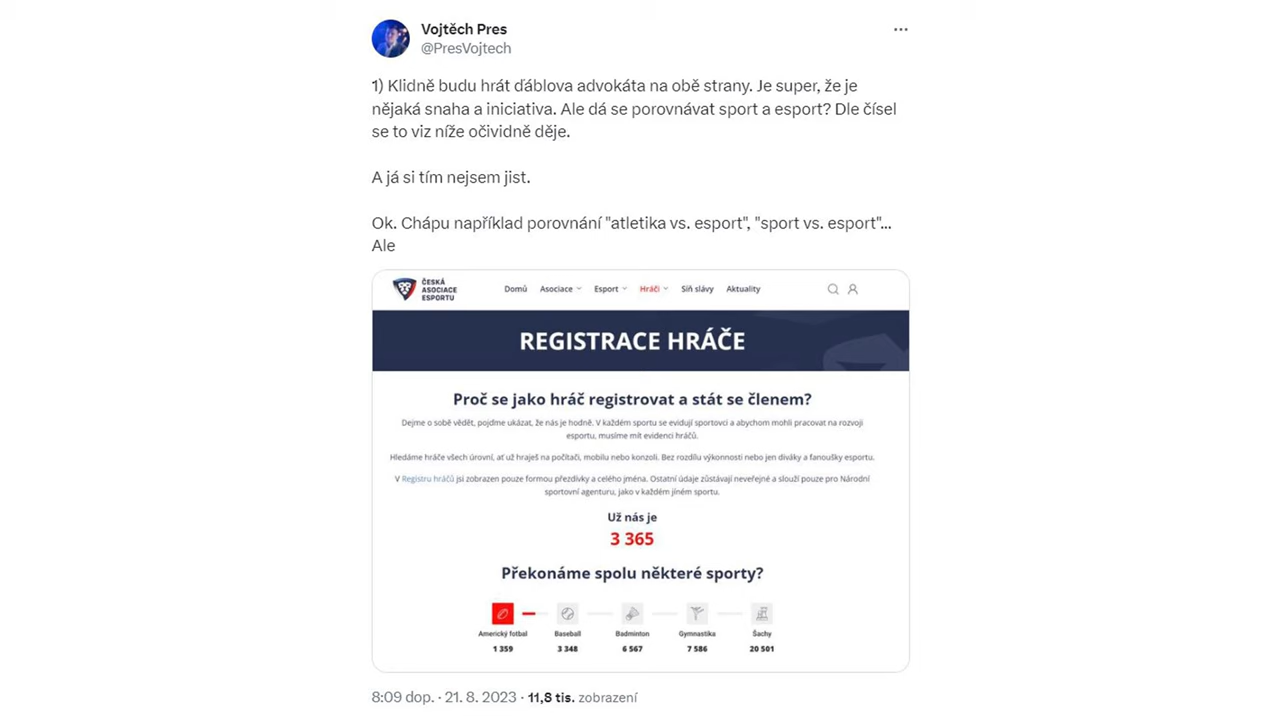 Vojtěch Pres
@PresVojtech
1) Klidně budu hrát ďáblova advokáta na obě strany. Je super, že je
nějaká snaha a iniciativa. Ale dá se porovnávat sport a esport? Dle čísel
se to viz níže očividně děje.
A já si tím nejsem jist.
Ok. Chápu například porovnání "atletika vs. esport", "sport vs. esport"...
Ale
ČESKÁ
ASOCIACE
ESPORTU
Domů Asociace Esport Hráči Síň slávy Aktuality
REGISTRACE HRÁČE
Proč se jako hráč registrovat a stát se členem?
Dejme o sobě vědět, pojďme ukázat, že nás je hodně. V každém sportu se evidují sportovci a abychom mohli pracovat na rozvoji
esportu, musíme mít evidenci hráčů.
Hledáme hráče všech úrovní, ať už hraješ na počítači, mobilu nebo konzoli. Bez rozdílu výkonnosti nebo jen diváky a fanoušky esportu.
V Registru hráčů jsi zobrazen pouze formou přezdívky a celého jména. Ostatní údaje zůstávají neveřejné a slouží pouze pro Národní
sportovní agenturu, jako v každém jiném sportu.
Už nás je
3 365
Překonáme spolu některé sporty?
Americký fotbal Baseball Badminton Gymnastika Šachy
1 359 3 348 6 567 7 586 20 501
8:09 dop. · 21. 8. 2023 · 11,8 tis. zobrazení